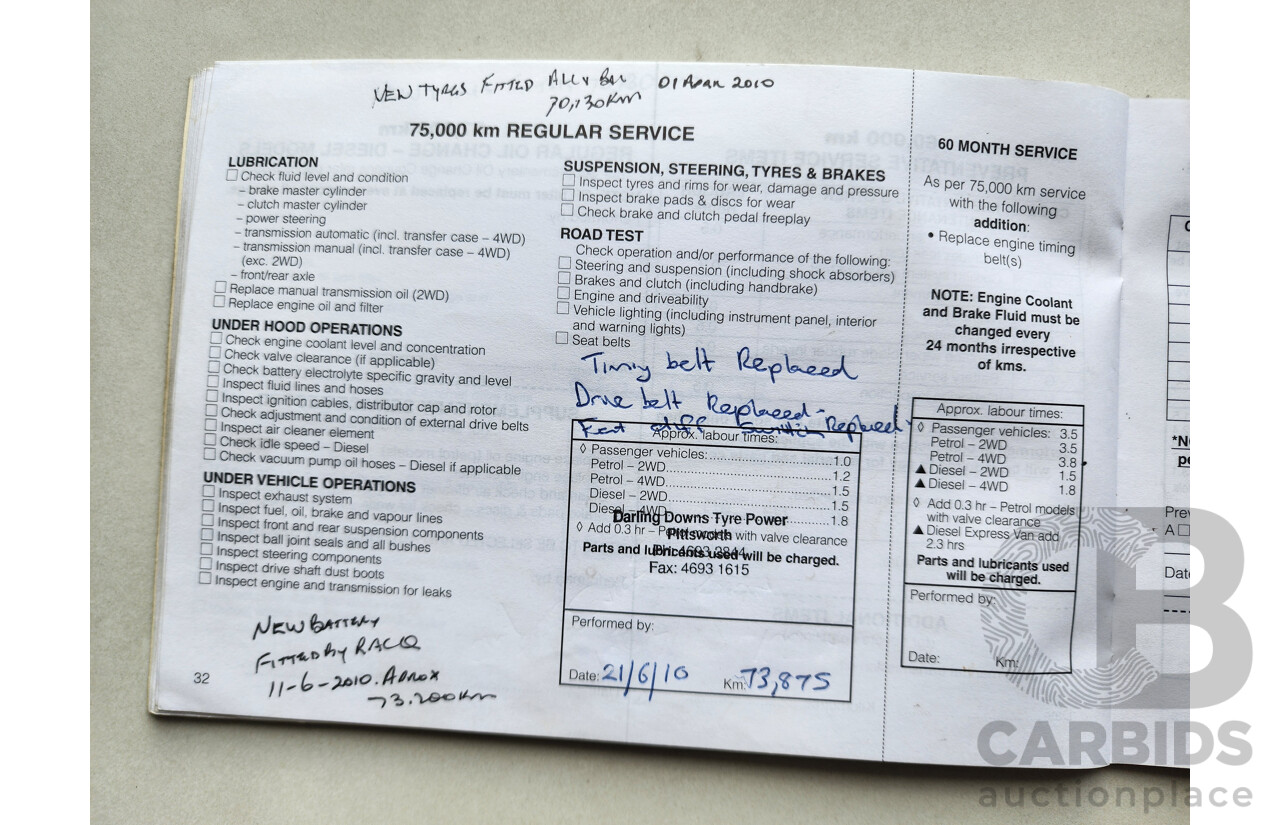 NEW TYRES FITTED 01 APRIL 2010
70,130KM
75,000 km REGULAR SERVICE
LUBRICATION
Check fluid level and condition
– brake master cylinder
– clutch master cylinder
– power steering
– transmission automatic (incl. transfer case – 4WD)
– transmission manual (incl. transfer case – 4WD)
(exc. 2WD)
– front/rear axle
Replace manual transmission oil (2WD)
Replace engine oil and filter
UNDER HOOD OPERATIONS
Check engine coolant level and concentration
Check valve clearance (if applicable)
Check battery electrolyte specific gravity and level
Inspect fluid lines and hoses
Inspect ignition cables, distributor cap and rotor
Check adjustment and condition of external drive belts
Inspect air cleaner element
Check idle speed – Diesel
Check vacuum pump oil hoses – Diesel if applicable
UNDER VEHICLE OPERATIONS
Inspect exhaust system
Inspect fuel, oil, brake and vapour lines
Inspect front and rear suspension components
Inspect ball joint seals and all bushes
Inspect steering components
Inspect drive shaft dust boots
Inspect engine and transmission for leaks
NEW BATTERY
FITTED BY RACQ
11-6-2010. APROX
73.200KM
32
SUSPENSION, STEERING, TYRES & BRAKES
Inspect tyres and rims for wear, damage and pressure
Inspect brake pads & discs for wear
Check brake and clutch pedal freeplay
ROAD TEST
Check operation and/or performance of the following:
Steering and suspension (including shock absorbers)
Brakes and clutch (including handbrake)
Engine and driveability
Vehicle lighting (including instrument panel, interior
and warning lights)
Seat belts
Timing belt Replaced
Drive belt Replaced
Replaced
Approx. labour times:
◊ Passenger vehicles: 1.0
Petrol – 2WD 1.2
Petrol – 4WD 1.5
Diesel – 2WD 1.5
Diesel – 4WD 1.8
Darling Downs Tyre Power
◊ Add 0.3 hr – Petrol models with valve clearance
Pittsworth
Parts and lubricants used will be charged.
PH: 4693 2844
Fax: 4693 1615
Performed by:
Date: 21/6/10 Km: 73,875
60 MONTH SERVICE
As per 75,000 km service
with the following
addition:
• Replace engine timing
belt(s)
NOTE: Engine Coolant
and Brake Fluid must be
changed every
24 months irrespective
of kms.
Approx. labour times:
◊ Passenger vehicles: 3.5
Petrol – 2WD 3.5
Petrol – 4WD 3.8
▲ Diesel – 2WD 1.5
▲ Diesel – 4WD 1.8
◊ Add 0.3 hr – Petrol models
with valve clearance
▲ Diesel Express Van add
2.3 hrs
Parts and lubricants used
will be charged.
Performed by:
Date: Km:
CARBIDS
auctionplace